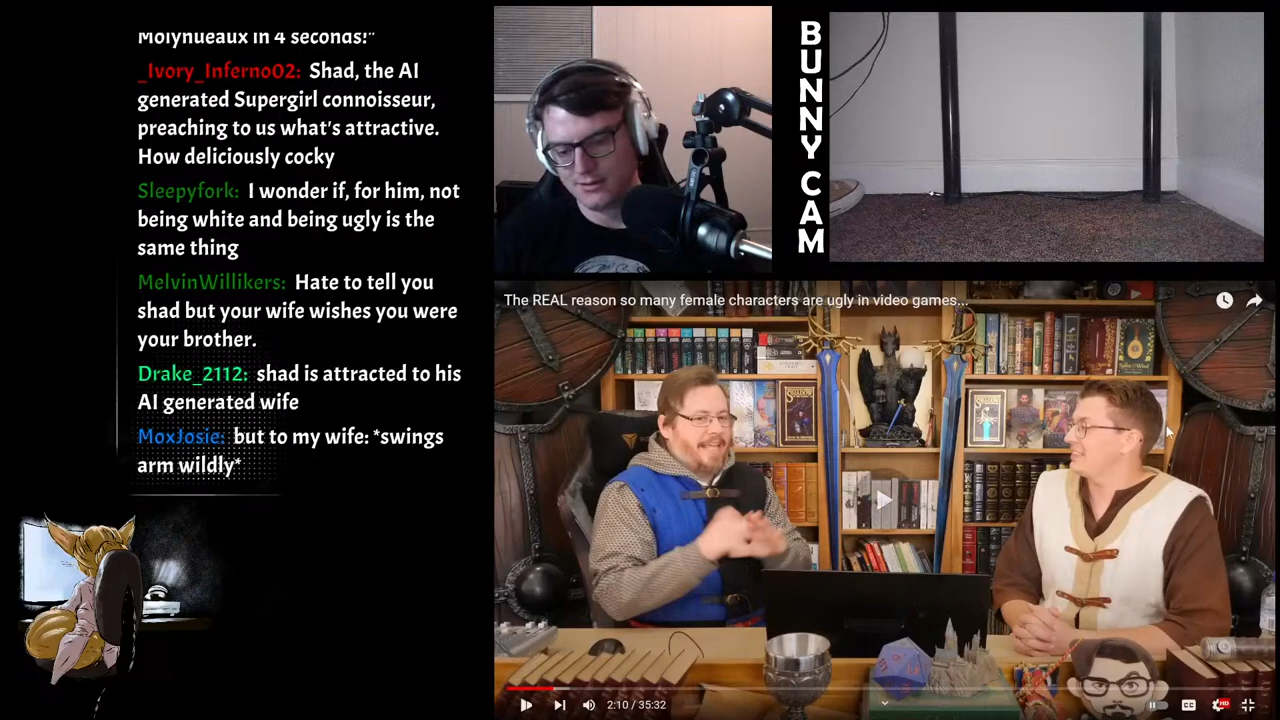 Molynueaux in 4 seconds!"
_Ivory_Inferno02: Shad, the AI
generated Supergirl connoisseur,
preaching to us what's attractive.
How deliciously cocky
Sleepyfork: I wonder if, for him, not
being white and being ugly is the
same thing
MelvinWillikers: Hate to tell you
shad but your wife wishes you were
your brother.
Drake_2112: shad is attracted to his
AI generated wife
MoxJosie: but to my wife: *swings
arm wildly*
BUNNY CAM
The REAL reason so many female characters are ugly in video games...
2:10 / 35:32
CC
HD